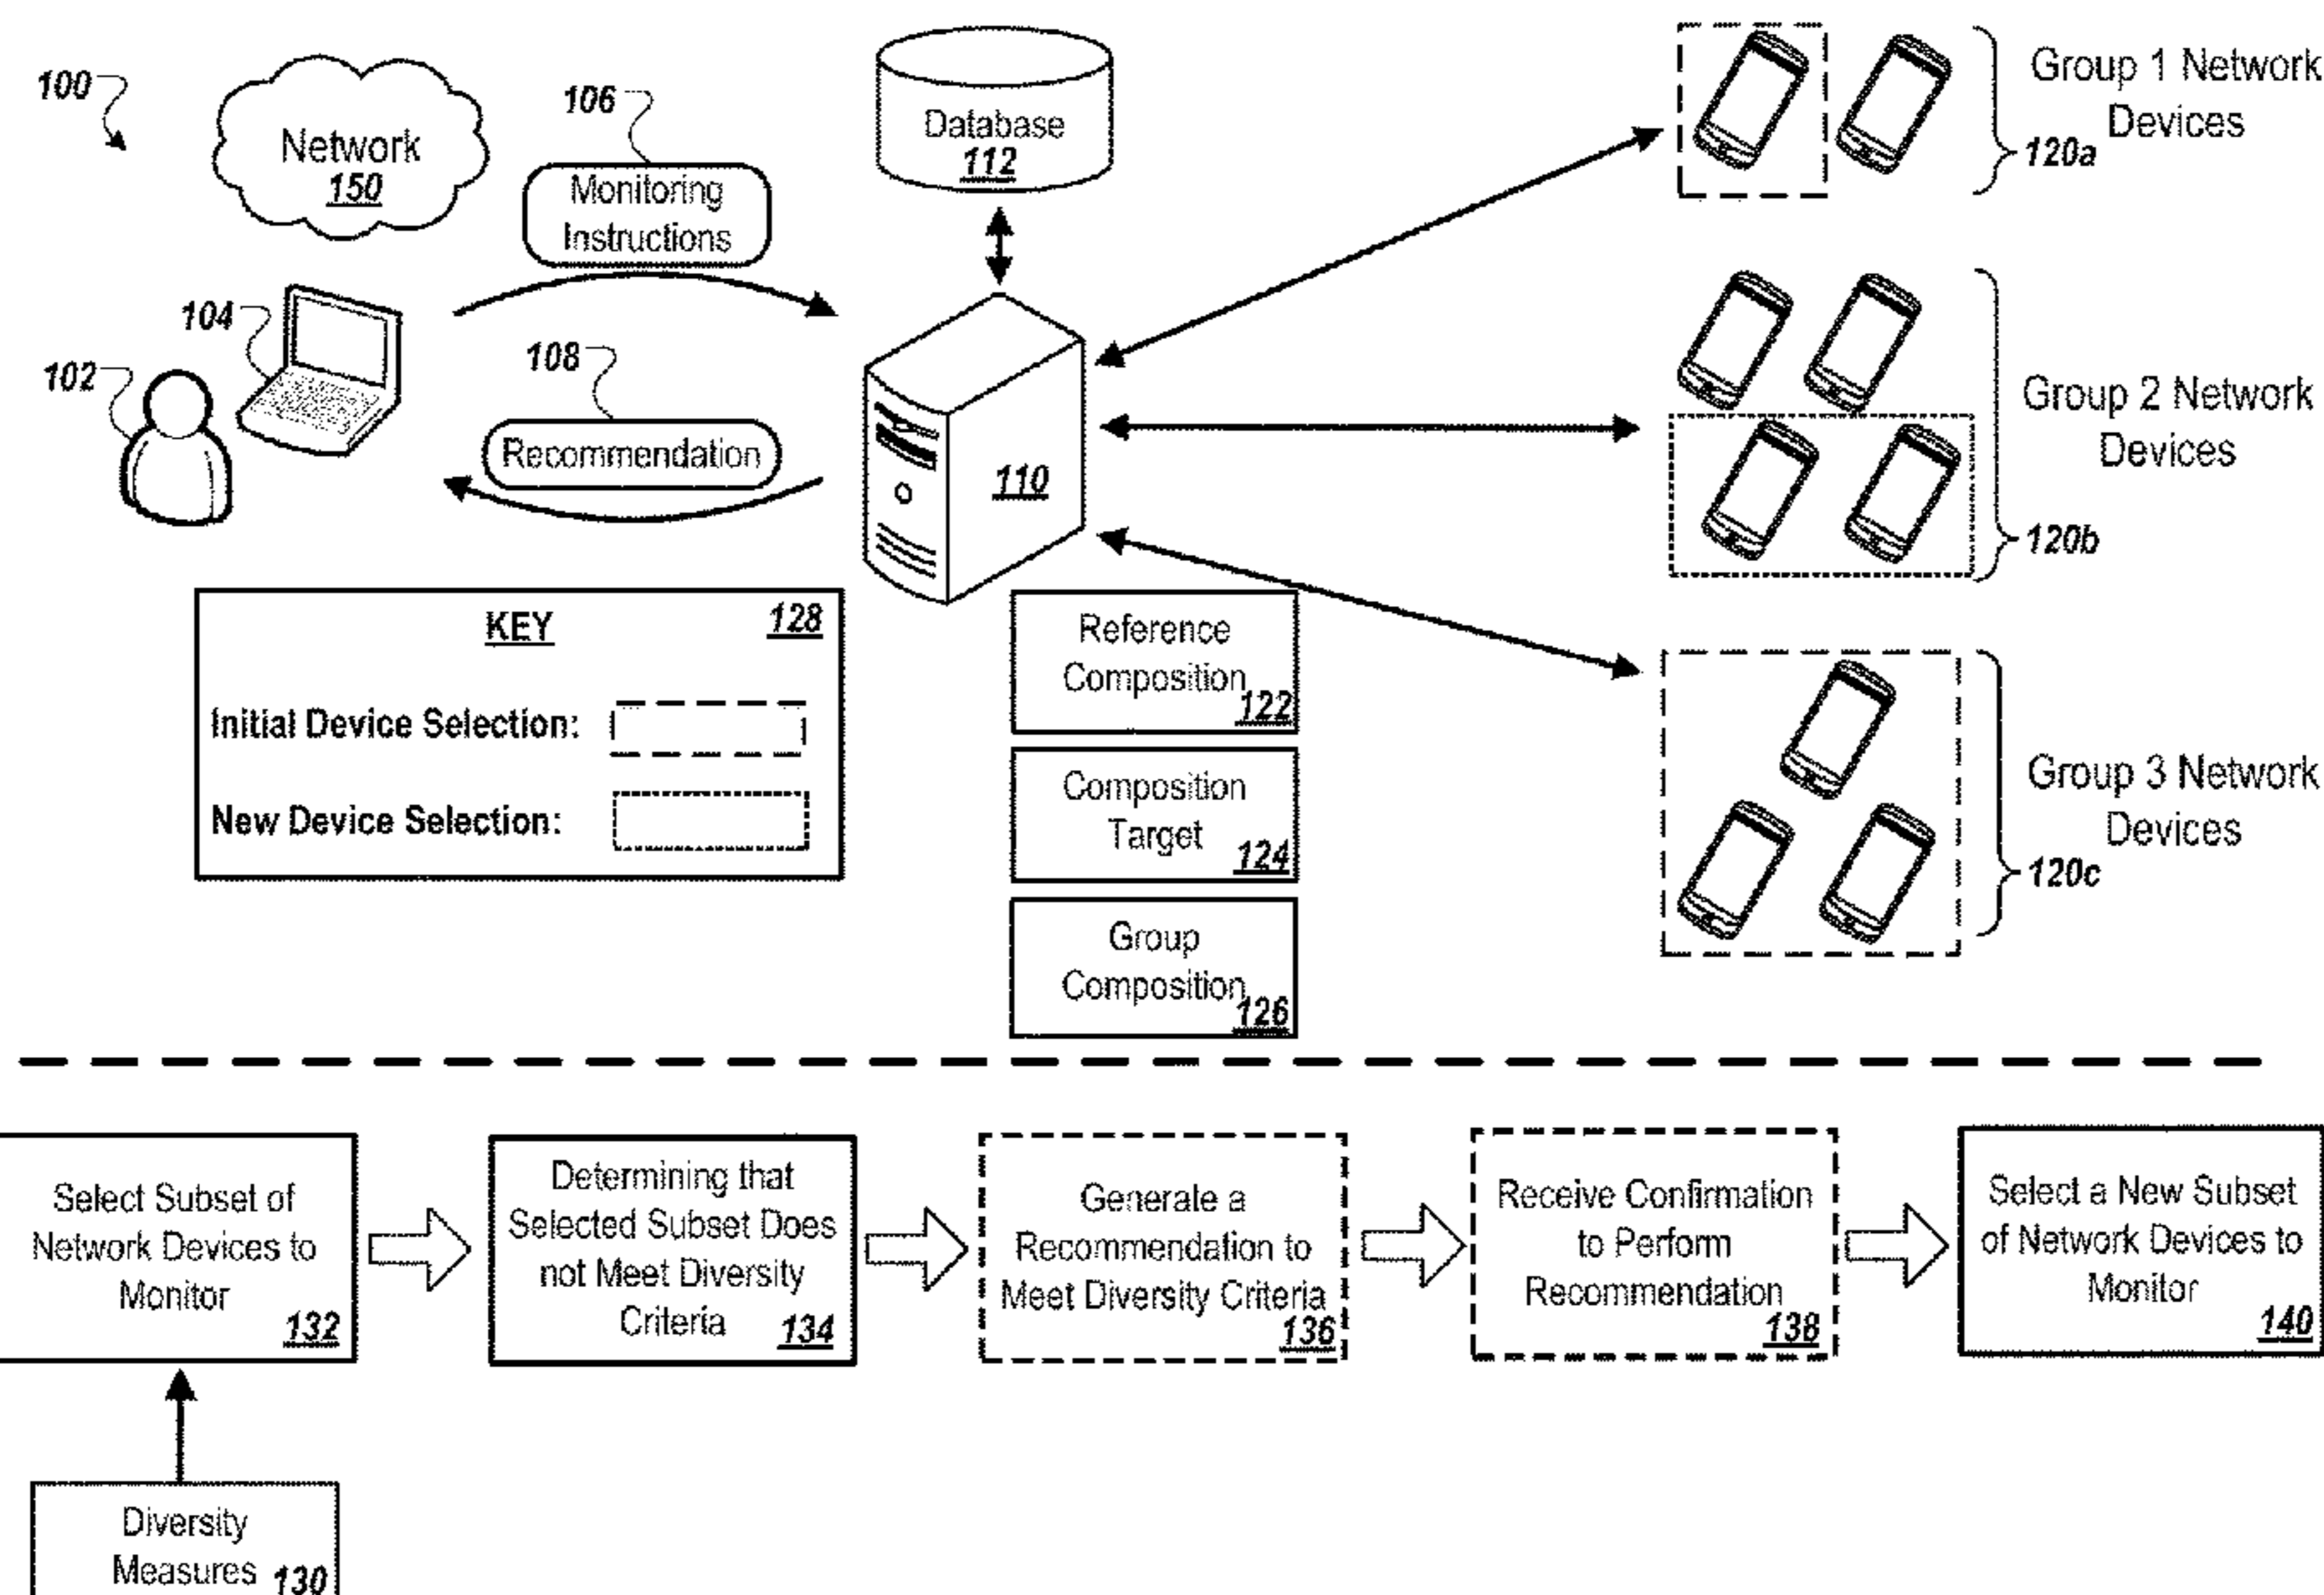 100
Network
150
106
Monitoring
Instructions
Database
112
Group 1 Network
Devices
120a
104
102
108
Recommendation
110
Group 2 Network
Devices
120b
KEY
128
Initial Device Selection:
New Device Selection:
Reference
Composition
122
Composition
Target
124
Group
Composition
126
Group 3 Network
Devices
120c
Select Subset of
Network Devices to
Monitor
132
Determining that
Selected Subset Does
not Meet Diversity
Criteria
134
Generate a
Recommendation to
Meet Diversity Criteria
136
Receive Confirmation
to Perform
Recommendation
138
Select a New Subset
of Network Devices to
Monitor
140
Diversity
Measures
130